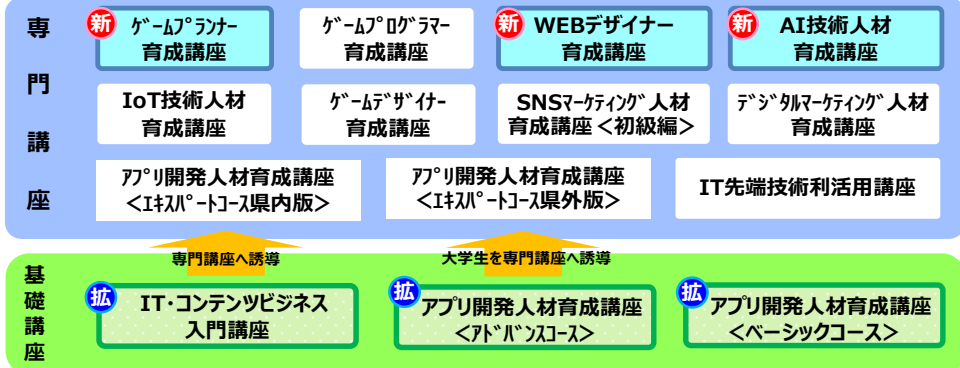 専門講座
新
ｹﾞｰﾑﾌﾟﾗﾝﾅｰ
育成講座
ｹﾞｰﾑﾌﾟﾛｸﾞﾗﾏｰ
育成講座
新
WEBデザイナー
育成講座
新
AI技術人材
育成講座
IoT技術人材
育成講座
ｹﾞｰﾑﾃﾞｻﾞｲﾅｰ
育成講座
SNSﾏｰｹﾃｨﾝｸﾞ人材
育成講座＜初級編＞
ﾃﾞｼﾞﾀﾙﾏｰｹﾃｨﾝｸﾞ人材
育成講座
ｱﾌﾟﾘ開発人材育成講座
＜ｴｷｽﾊﾟｰﾄｺｰｽ県内版＞
ｱﾌﾟﾘ開発人材育成講座
＜ｴｷｽﾊﾟｰﾄｺｰｽ県外版＞
IT先端技術利活用講座
専門講座へ誘導
大学生を専門講座へ誘導
基礎講座
拡
IT・コンテンツビジネス
入門講座
拡
アプリ開発人材育成講座
＜ｱﾄﾞﾊﾞﾝｽｺｰｽ＞
拡
アプリ開発人材育成講座
＜ベーシックコース＞